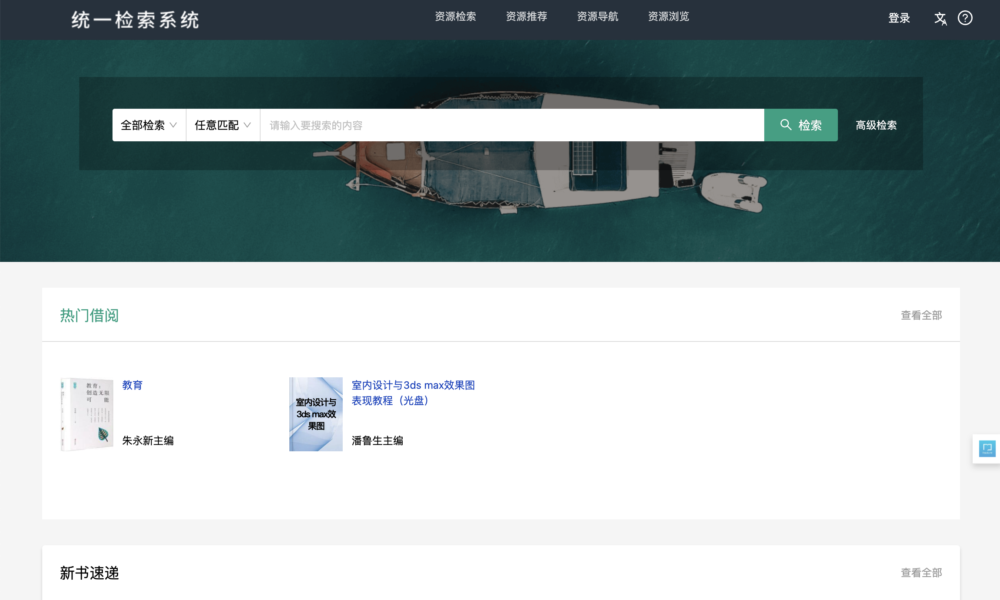 统一检索系统
资源检索 资源推荐 资源导航 资源浏览
登录
全部检索 任意匹配 请输入要搜索的内容 检索 高级检索
热门借阅 查看全部
教育：
创造无限
可 能
教育
朱永新主编
室内设计与
3ds max效
果图
室内设计与3ds max效果图
表现教程（光盘）
潘鲁生主编
新书速递 查看全部